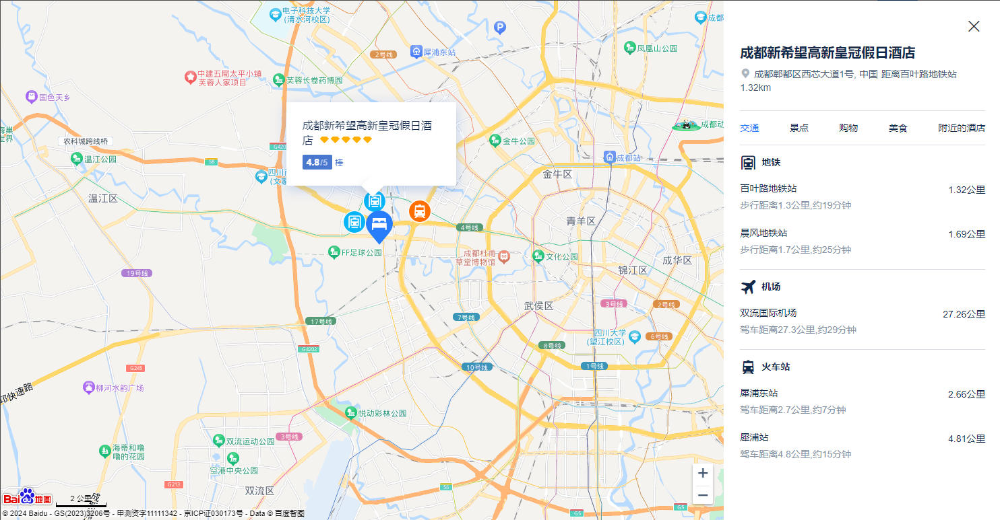 电子科技大学
(清水河校区)
成都
2号线
犀浦东站
凤凰山公园
中建五局大平小镇
芙蓉人家项目
芙蓉长卷药博园
国色天乡
成都新希望高新皇冠假日酒
店
4.8/5 棒
海巢
世界
成都动
农科城跨线桥
G4202
金牛公园
温江公园
S8
成都站
四川
(文家
金牛区
温江区
青羊区
4号线
FF足球公园
成都杜甫
草堂博物馆
文化公园
成华区
锦江区
19号线
武侯区
3号线
2号线
7号线
17号线
四川大学
(望江校区)
6号线
8号线
G4202
10号线
1号线
G245
柳河水韵广场
邛快速路
悦动彩林公园
双流运动公园
3号线
海蒂和噜
噜的花园
空港中央公园
G213
双流区
S6
G5
G5
Bai du 地图
2 公里
成
© 2024 Baidu - GS(2023)3206号 - 甲测资字11111342 - 京ICP证030173号 - Data © 百度智图
成都新希望高新皇冠假日酒店
成都郫都区西芯大道1号, 中国 距离百叶路地铁站
1.32km
交通 景点 购物 美食 附近的酒店
地铁
百叶路地铁站 1.32公里
步行距离1.3公里,约19分钟
晨风地铁站 1.69公里
步行距离1.7公里,约25分钟
机场
双流国际机场 27.26公里
驾车距离27.3公里,约29分钟
火车站
犀浦东站 2.66公里
驾车距离2.7公里,约7分钟
犀浦站 4.81公里
驾车距离4.8公里,约15分钟